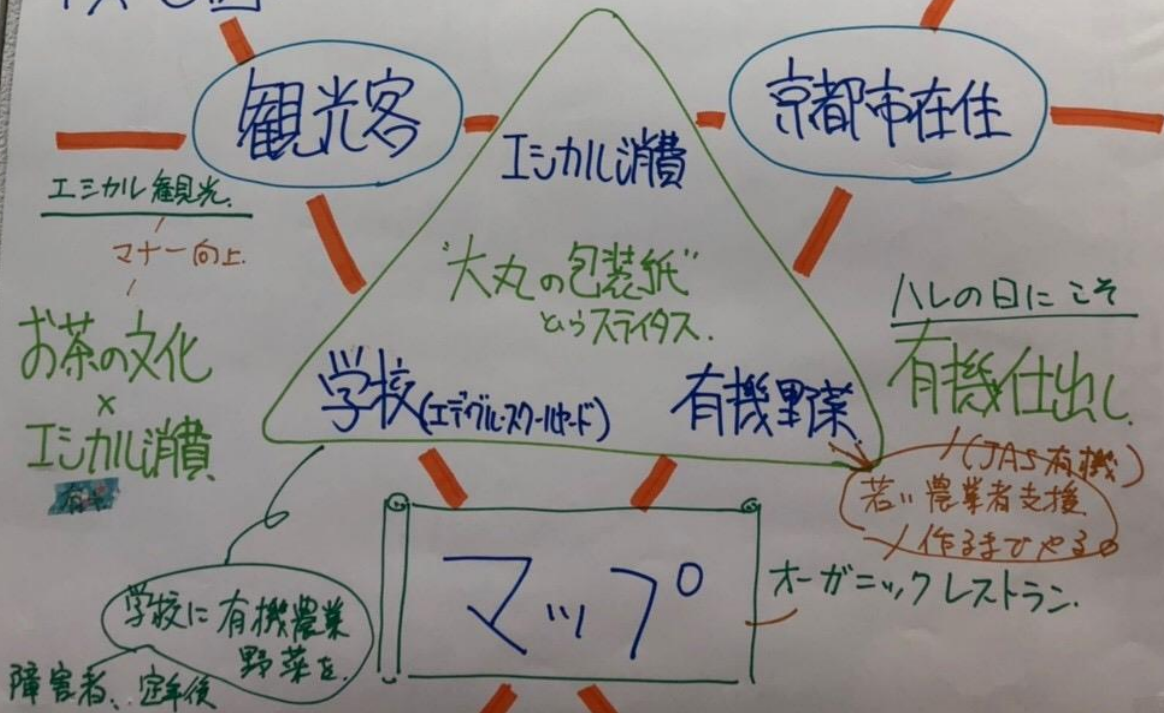 観光客
京都市在住
エシカル消費
エシカル観光.
マナー向上.
"大丸の包装紙"
というステイタス.
ハレの日にこそ
お茶の文化
×
エシカル消費
有機仕出し.
学校(エディブル・スクールヤード)
有機野菜
(JAS有機)
若い農業者支援
作るまでやる。
マップ
オーガニックレストラン.
学校に有機農業
野菜を.
障害者、定年後